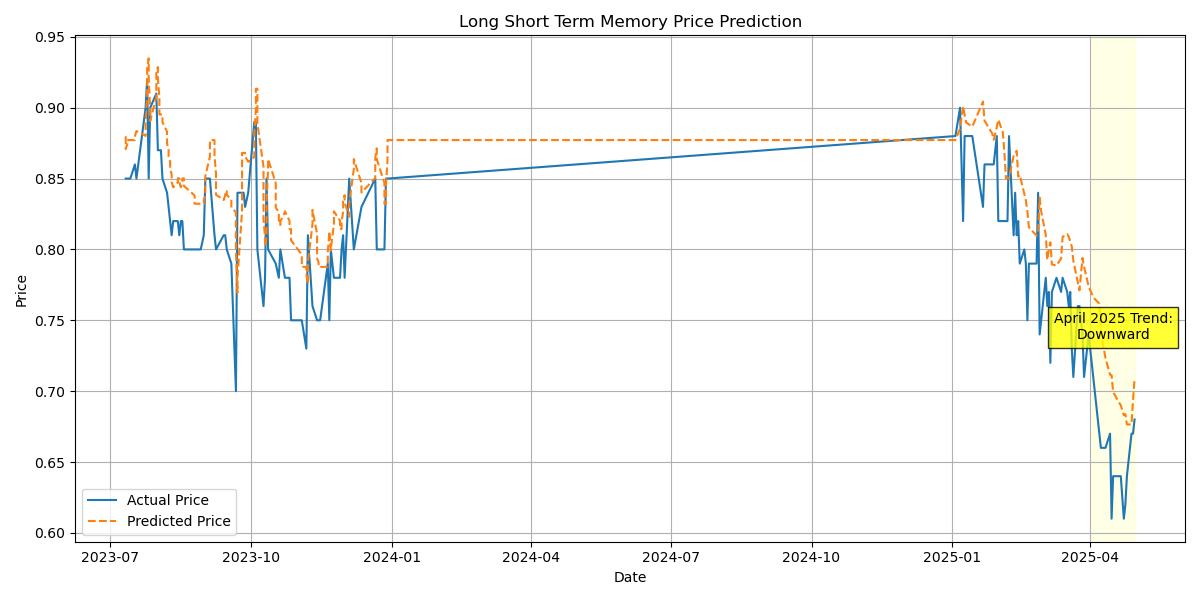 Long Short Term Memory Price Prediction
0.95
0.90
0.85
0.80
0.75
0.70
0.65
0.60
Price
April 2025 Trend:
Downward
Actual Price
Predicted Price
2023-07
2023-10
2024-01
2024-04
2024-07
2024-10
2025-01
2025-04
Date